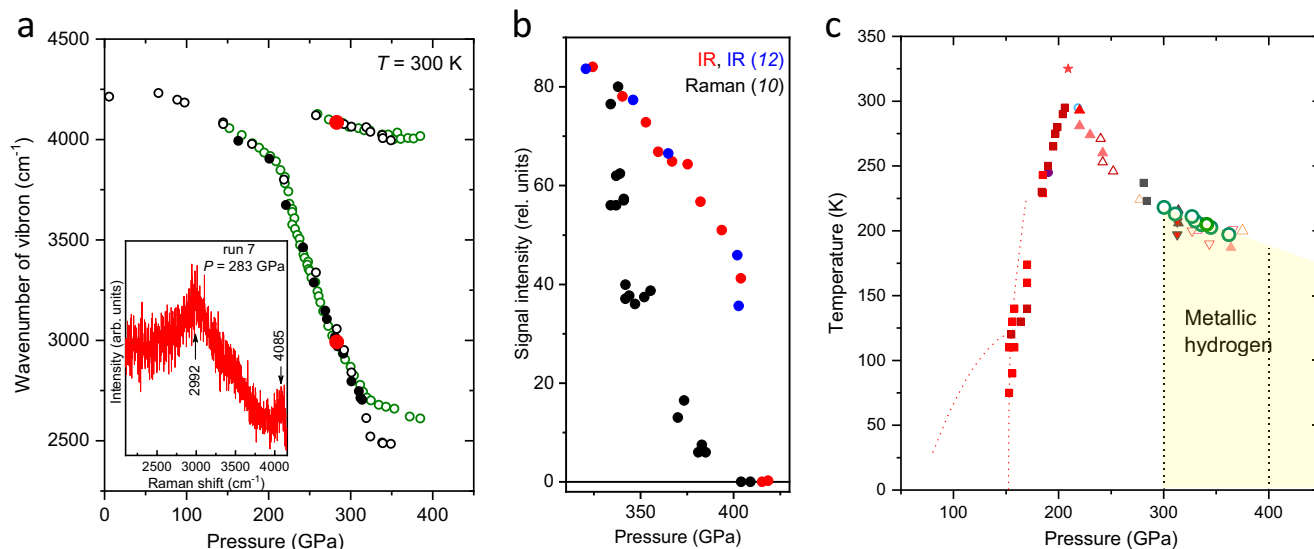 a
4500
4000
3500
3000
2500
Wavenumber of vibron (cm⁻¹)
T = 300 K
run 7
P = 283 GPa
Intensity (arb. units)
2992
4085
2500 3000 3500 4000
Raman shift (cm⁻¹)
0 100 200 300 400
Pressure (GPa)
b
80
60
40
20
0
Signal intensity (rel. units)
IR, IR (12)
Raman (10)
350 400
Pressure (GPa)
c
350
300
250
200
150
100
50
0
Temperature (K)
Metallic
hydrogen
100 200 300 400
Pressure (GPa)